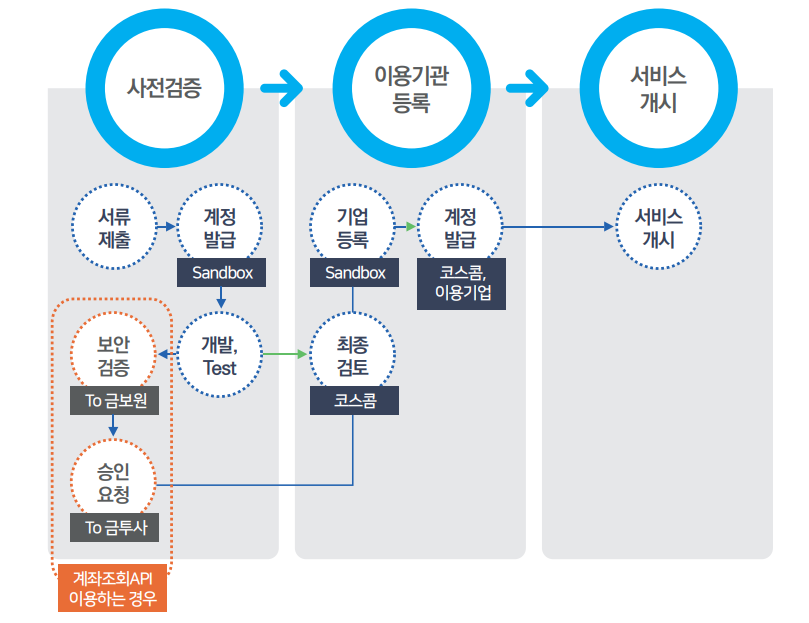 사전검증
이용기관
등록
서비스
개시
서류
제출
계정
발급
Sandbox
기업
등록
Sandbox
계정
발급
코스콤,
이용기업
서비스
개시
보안
검증
To 금보원
개발,
Test
최종
검토
코스콤
승인
요청
To 금투사
계좌조회API
이용하는 경우